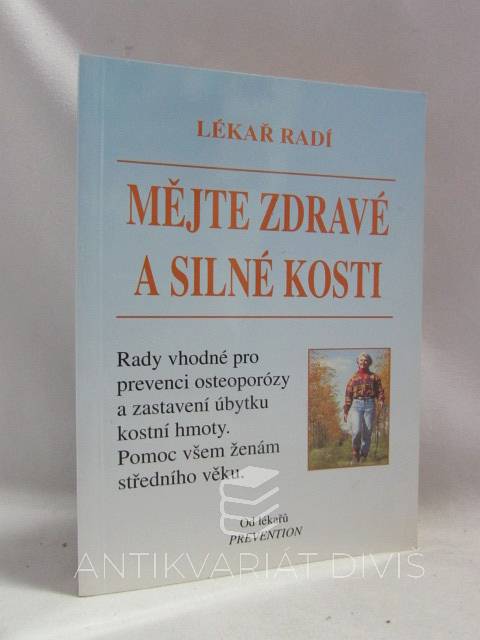 LÉKAŘ RADÍ
MĚJTE ZDRAVÉ
A SILNÉ KOSTI
Rady vhodné pro
prevenci osteoporózy
a zastavení úbytku
kostní hmoty.
Pomoc všem ženám
středního věku.
Od lékařů
PREVENTION
ANTIKVARIÁT DIVIŠ